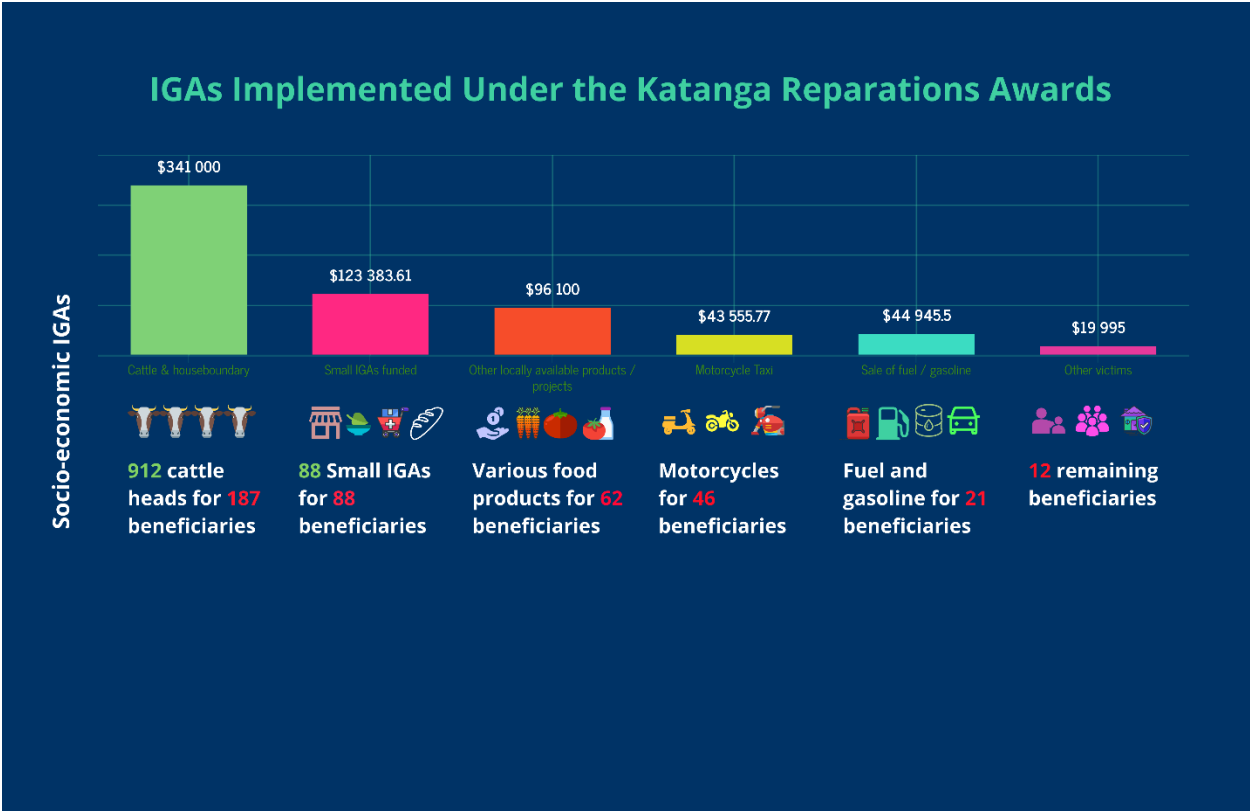 IGAs Implemented Under the Katanga Reparations Awards
Socio-economic IGAs
$341 000
$123 383.61
$96 100
$43 555.77
$44 945.5
$19 995
Cattle & houseboundary
Small IGAs funded
Other locally available products /
projects
Motorcycle Taxi
Sale of fuel / gasoline
Other victims
912 cattle
heads for 187
beneficiaries
88 Small IGAs
for 88
beneficiaries
Various food
products for 62
beneficiaries
Motorcycles
for 46
beneficiaries
Fuel and
gasoline for 21
beneficiaries
12 remaining
beneficiaries